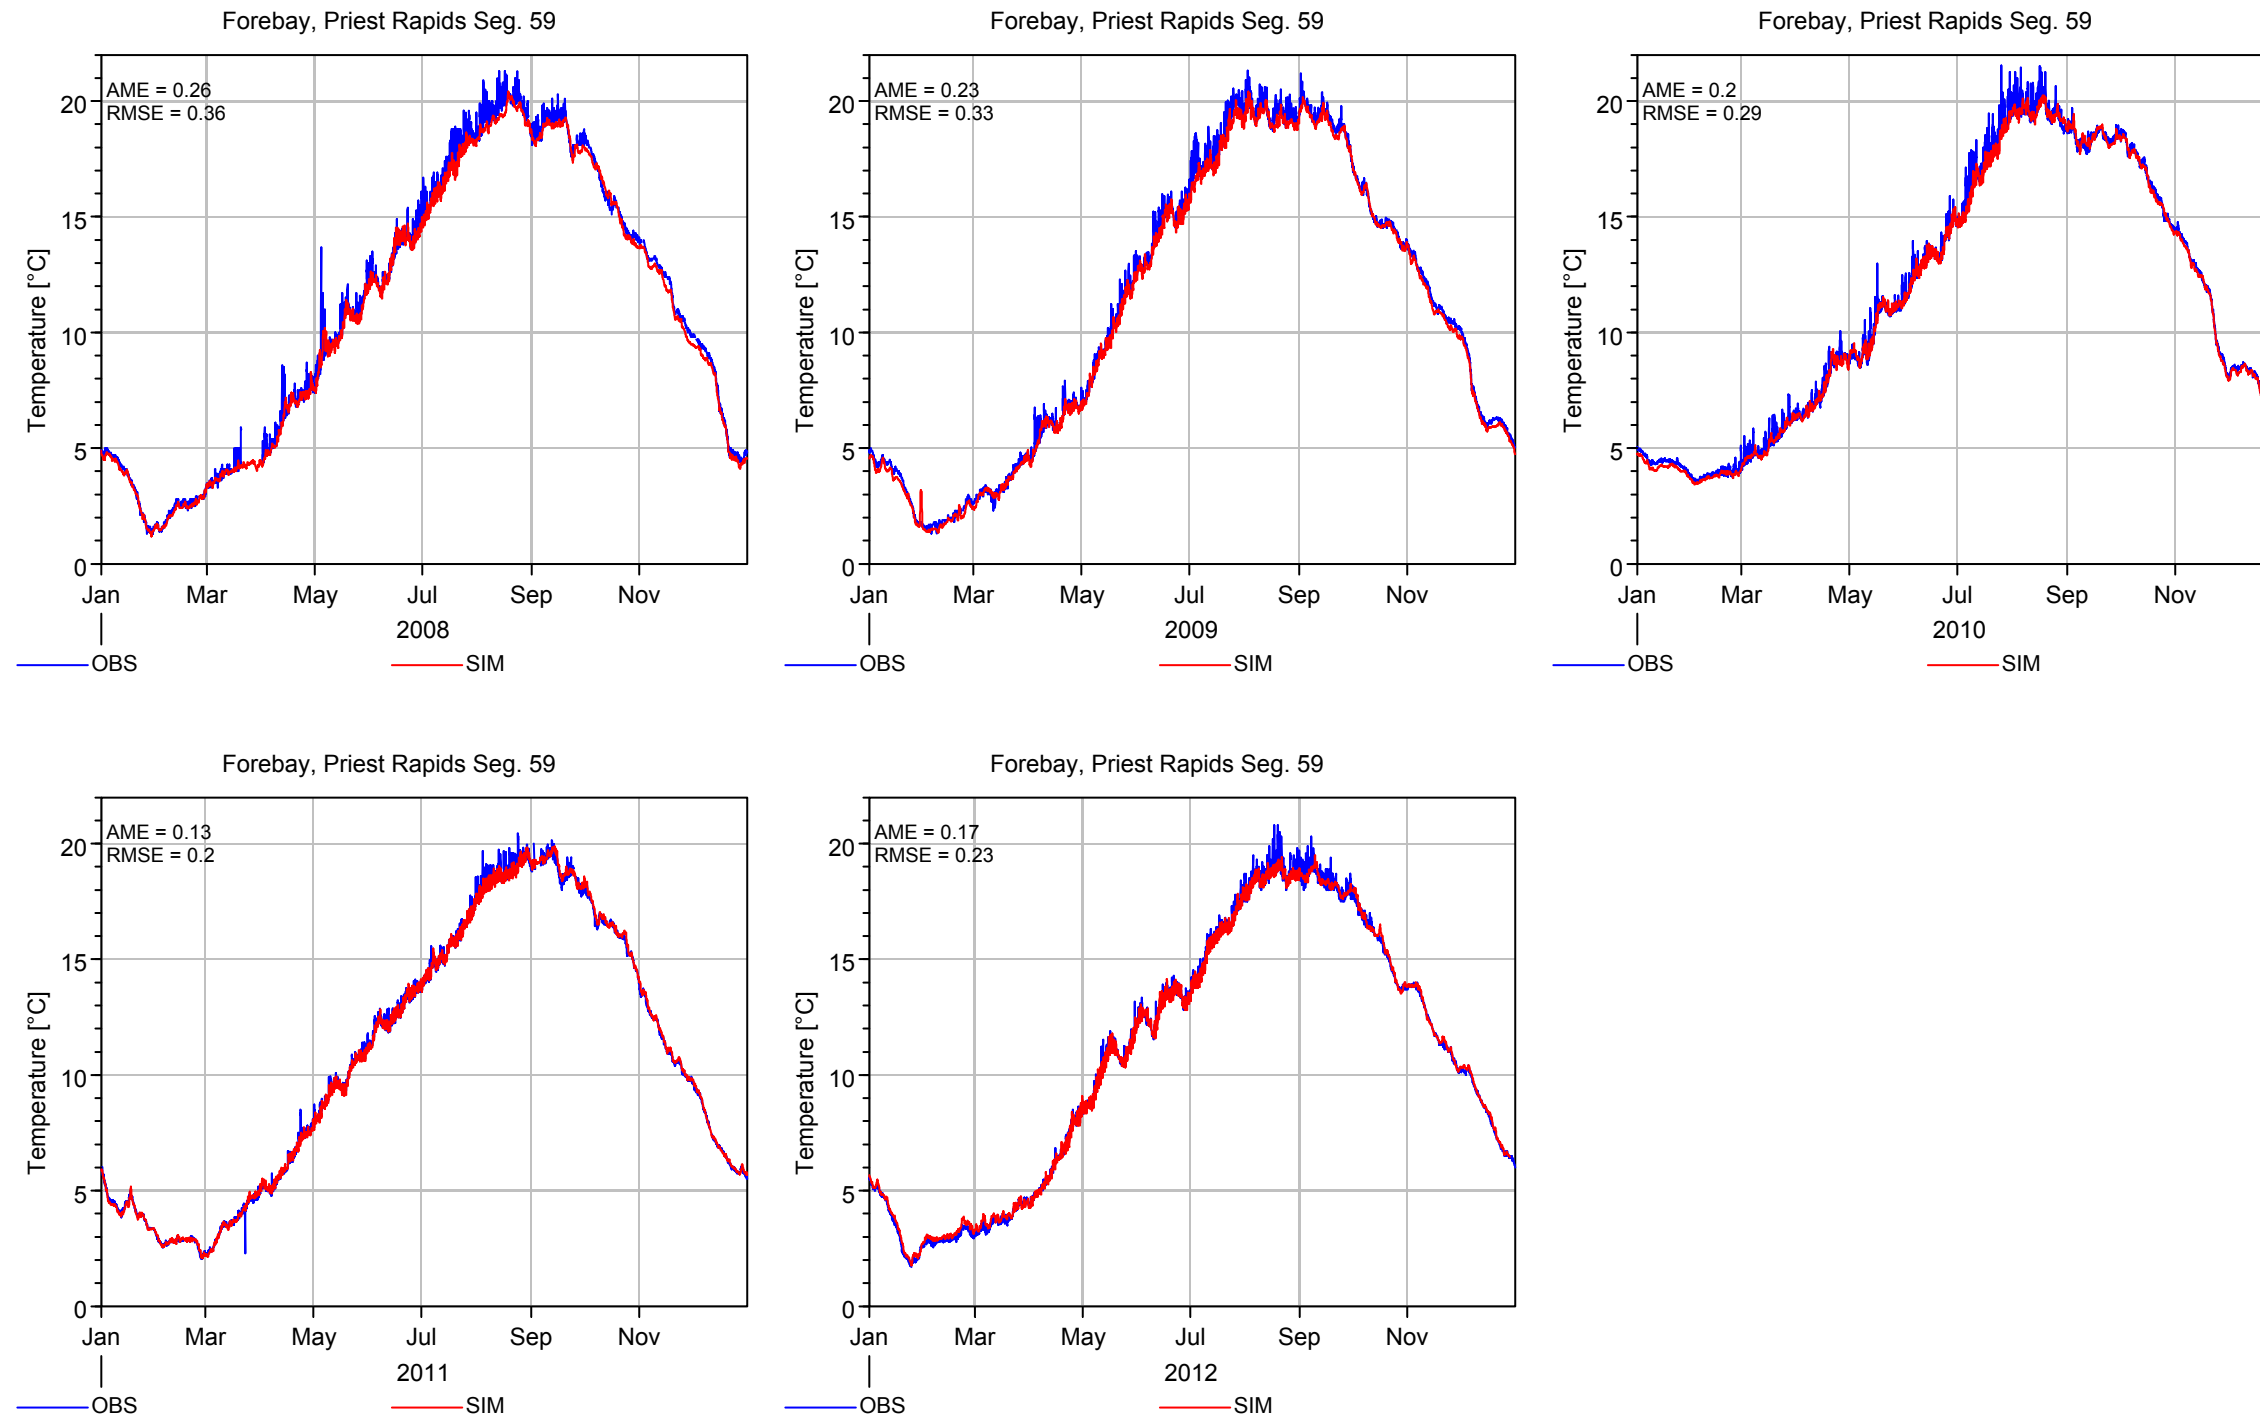 Forebay, Priest Rapids Seg. 59
AME = 0.26
RMSE = 0.36
Temperature [°C]
20
15
10
5
0
Jan Mar May Jul Sep Nov
2008
OBS SIM
Forebay, Priest Rapids Seg. 59
AME = 0.23
RMSE = 0.33
Temperature [°C]
20
15
10
5
0
Jan Mar May Jul Sep Nov
2009
OBS SIM
Forebay, Priest Rapids Seg. 59
AME = 0.2
RMSE = 0.29
Temperature [°C]
20
15
10
5
0
Jan Mar May Jul Sep Nov
2010
OBS SIM
Forebay, Priest Rapids Seg. 59
AME = 0.13
RMSE = 0.2
Temperature [°C]
20
15
10
5
0
Jan Mar May Jul Sep Nov
2011
OBS SIM
Forebay, Priest Rapids Seg. 59
AME = 0.17
RMSE = 0.23
Temperature [°C]
20
15
10
5
0
Jan Mar May Jul Sep Nov
2012
OBS SIM